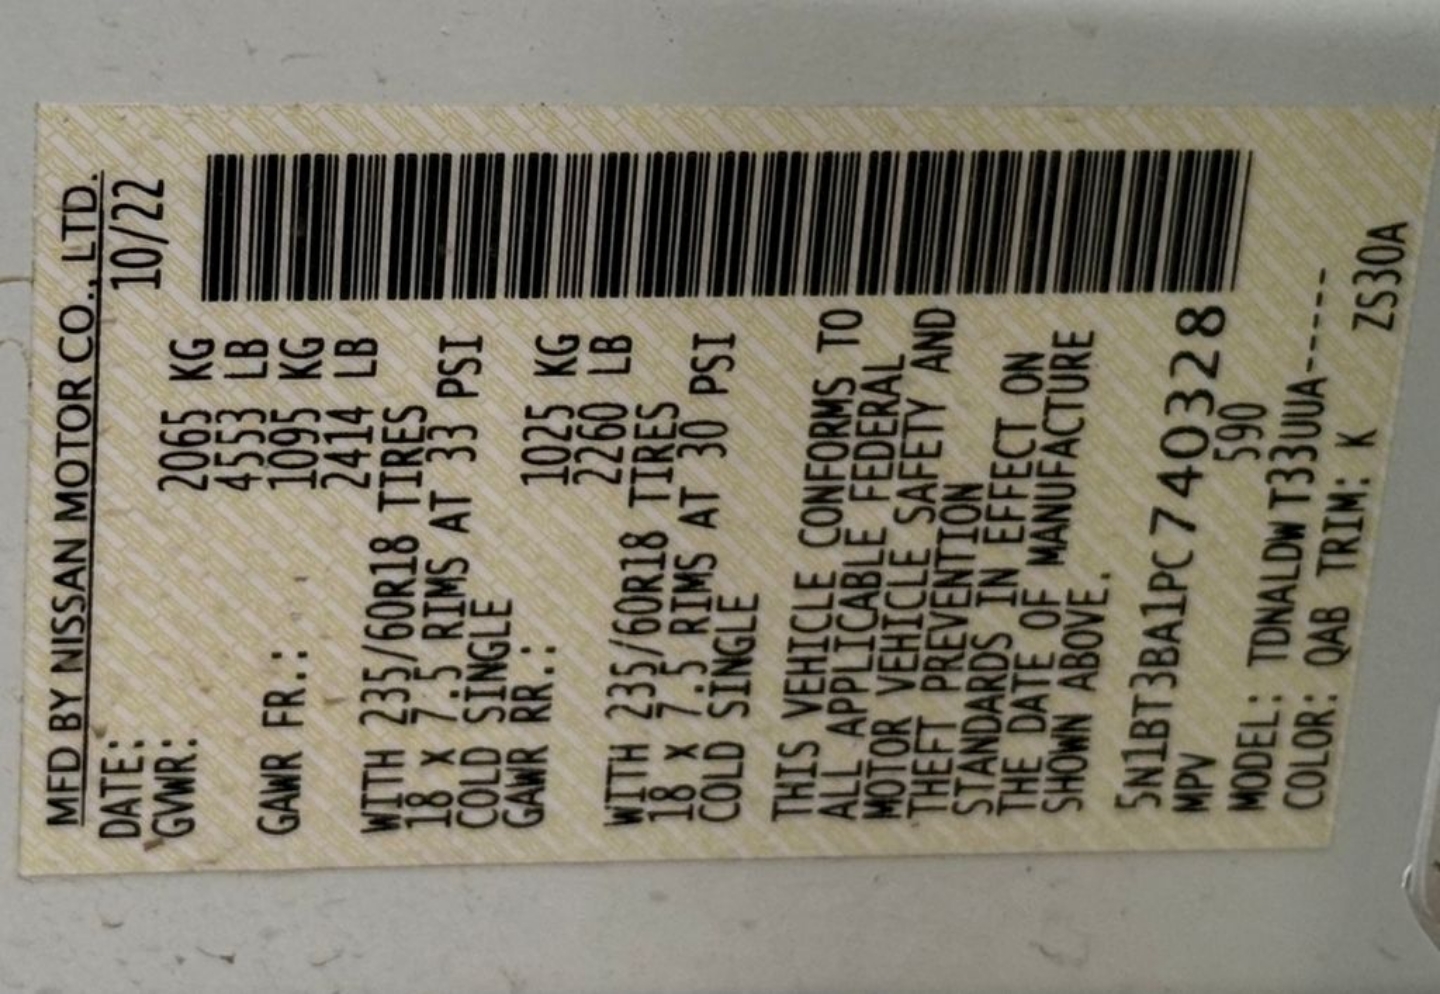 MFD BY NISSAN MOTOR CO., LTD.
DATE: 10/22
GVWR: 2065 KG
4553 LB
GAWR FR.: 1095 KG
2414 LB
WITH 235/60R18 TIRES
18 X 7.5 RIMS AT 33 PSI
COLD SINGLE
GAWR RR.: 1025 KG
2260 LB
WITH 235/60R18 TIRES
18 X 7.5 RIMS AT 30 PSI
COLD SINGLE
THIS VEHICLE CONFORMS TO
ALL APPLICABLE FEDERAL
MOTOR VEHICLE SAFETY AND
THEFT PREVENTION
STANDARDS IN EFFECT ON
THE DATE OF MANUFACTURE
SHOWN ABOVE.
5N1BT3BA1PC740328
MPV 590
MODEL: TDNALDWT33UUA-----
COLOR: QAB TRIM: K ZS30A